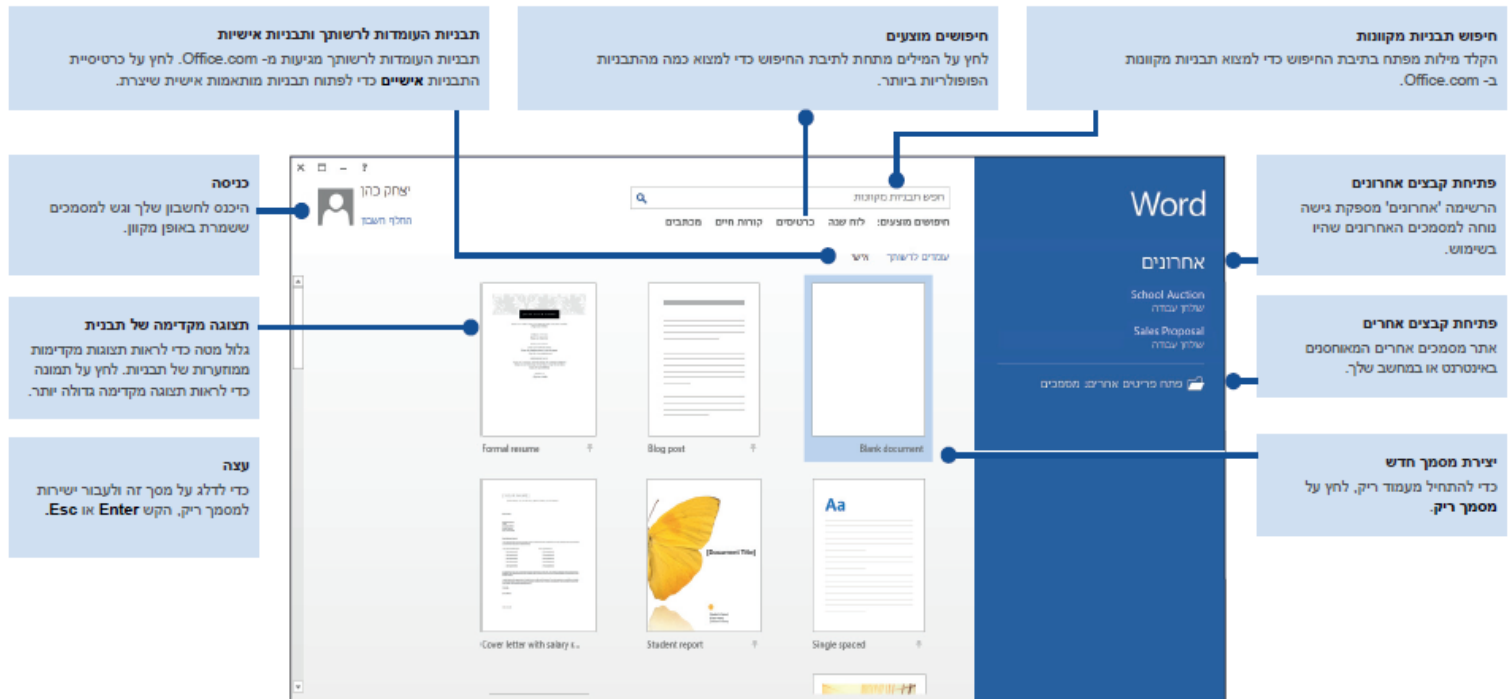 חיפוש תבניות מקוונות
הקלד מילות מפתח בתיבת החיפוש כדי למצוא תבניות מקוונות
ב- Office.com.
חיפושים מוצעים
לחץ על המילים מתחת לתיבת החיפוש כדי למצוא כמה מהתבניות
הפופולריות ביותר.
תבניות העומדות לרשותך ותבניות אישיות
תבניות העומדות לרשותך מגיעות מ- Office.com. לחץ על כרטיסיית
התבניות אישיים כדי לפתוח תבניות מותאמות אישית שיצרת.
פתיחת קבצים אחרונים
הרשימה 'אחרונים' מספקת גישה
נוחה למסמכים האחרונים שהיו
בשימוש.
פתיחת קבצים אחרים
אתר מסמכים אחרים המאוחסנים
באינטרנט או במחשב שלך.
יצירת מסמך חדש
כדי להתחיל מעמוד ריק, לחץ על
מסמך ריק.
Word
אחרונים
School Auction
שולחן עבודה
Sales Proposal
שולחן עבודה
פתח פריטים אחרים: מסמכים
חפש תבניות מקוונות
חיפושים מוצעים: לוח שנה כרטיסים קורות חיים מכתבים
עומדים לרשותך אישי
יצחק כהן
החלף חשבון
Blank document
Blog post
Formal resume
Aa
[Document Title]
Single spaced
Student report
Cover letter with salary s...
כניסה
היכנס לחשבון שלך וגש למסמכים
ששמרת באופן מקוון.
תצוגה מקדימה של תבנית
גלול מטה כדי לראות תצוגות מקדימות
ממוזערות של תבניות. לחץ על תמונה
כדי לראות תצוגה מקדימה גדולה יותר.
עצה
כדי לדלג על מסך זה ולעבור ישירות
למסמך ריק, הקש Enter או Esc.